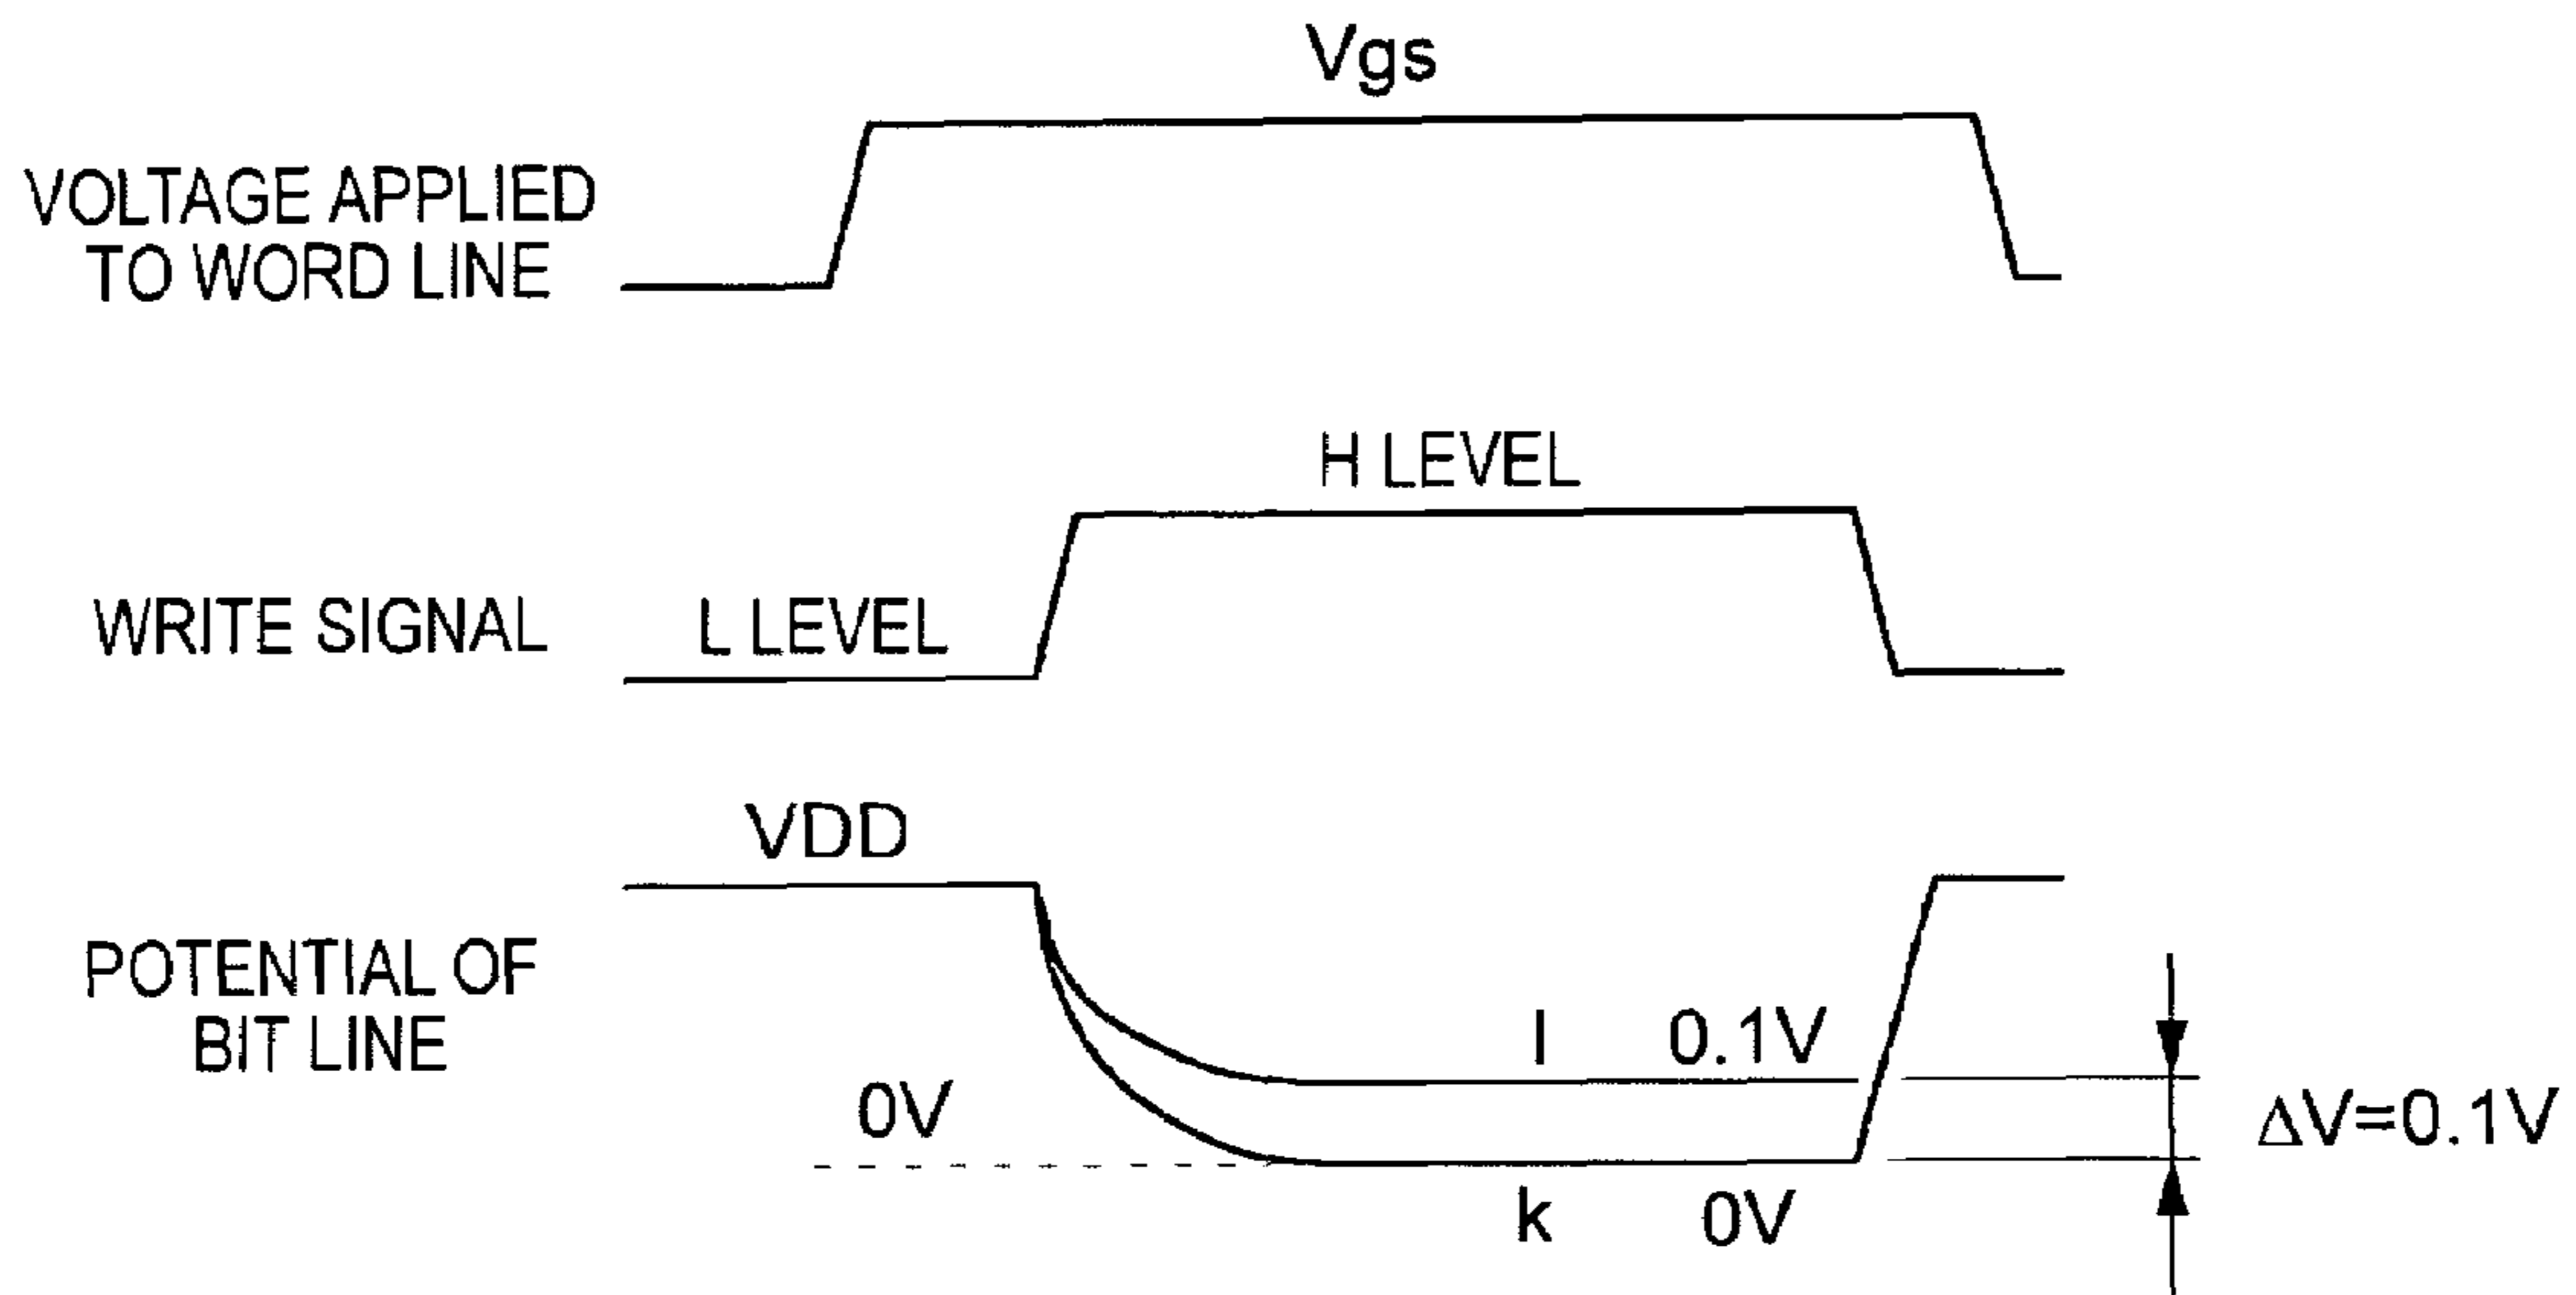 Vgs
VOLTAGE APPLIED
TO WORD LINE
H LEVEL
WRITE SIGNAL
L LEVEL
VDD
POTENTIAL OF
BIT LINE
0V
l
0.1V
ΔV=0.1V
k
0V